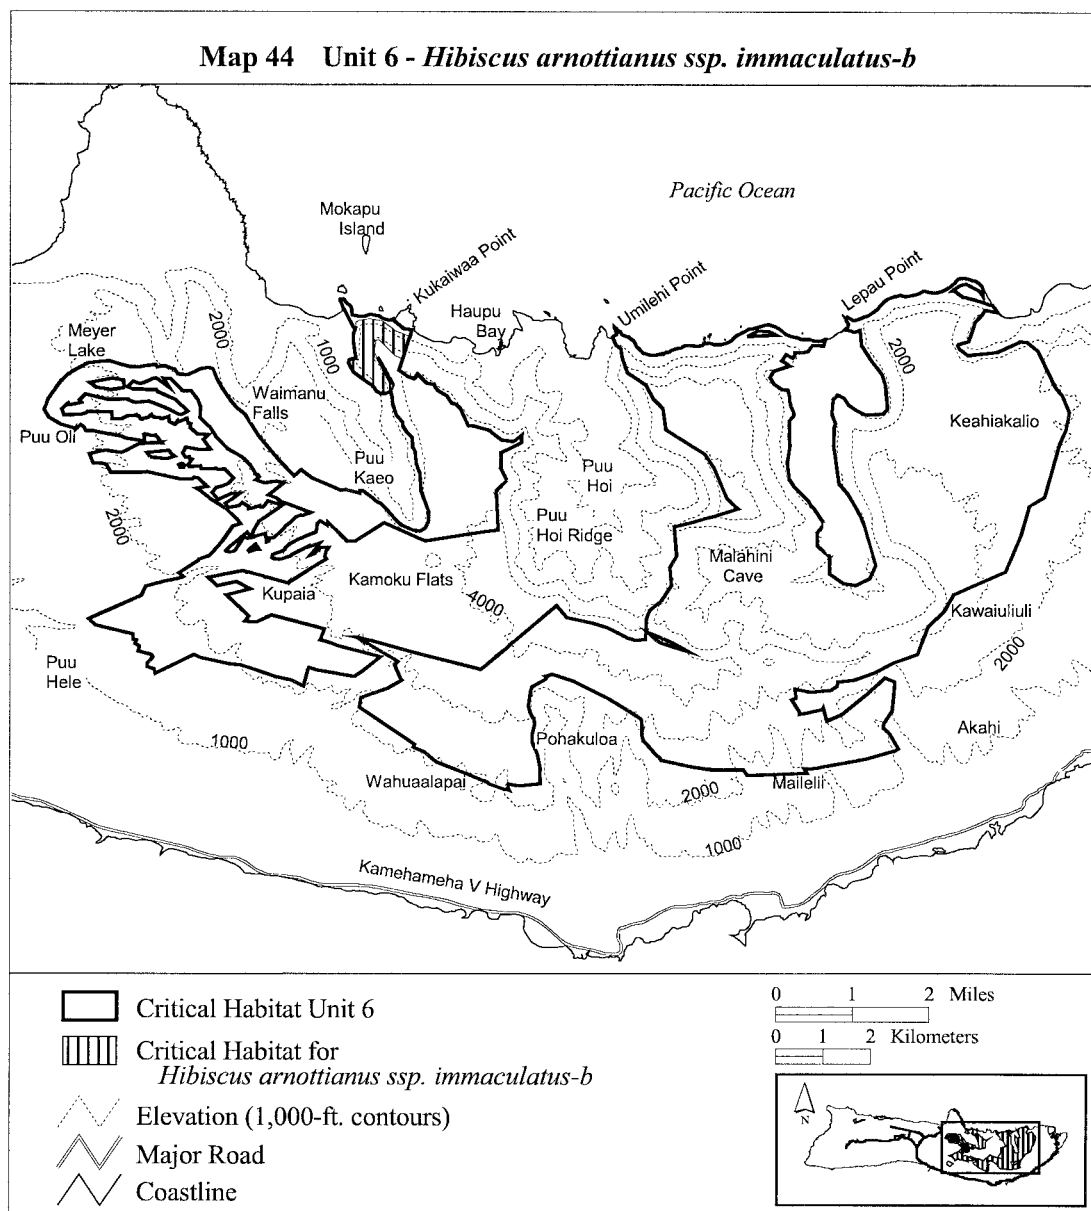 Map 44 Unit 6 - Hibiscus arnottianus ssp. immaculatus-b
Pacific Ocean
Mokapu
Island
Kukaiwaa Point
Umilehi Point
Lepau Point
Haupu
Bay
Meyer
Lake
2000
1000
2000
Waimanu
Falls
Keahiakalio
Puu Oli
Puu
Kaeo
Puu
Hoi
Puu
Hoi Ridge
2000
Malahini
Cave
Kamoku Flats
Kupaia
4000
Kawaiuliuli
2000
Puu
Hele
1000
Pohakuloa
Akahi
Wahuaalapai
2000
Mailelii
1000
Kamehameha V Highway
Critical Habitat Unit 6
Critical Habitat for
Hibiscus arnottianus ssp. immaculatus-b
Elevation (1,000-ft. contours)
Major Road
Coastline
0 1 2 Miles
0 1 2 Kilometers
N